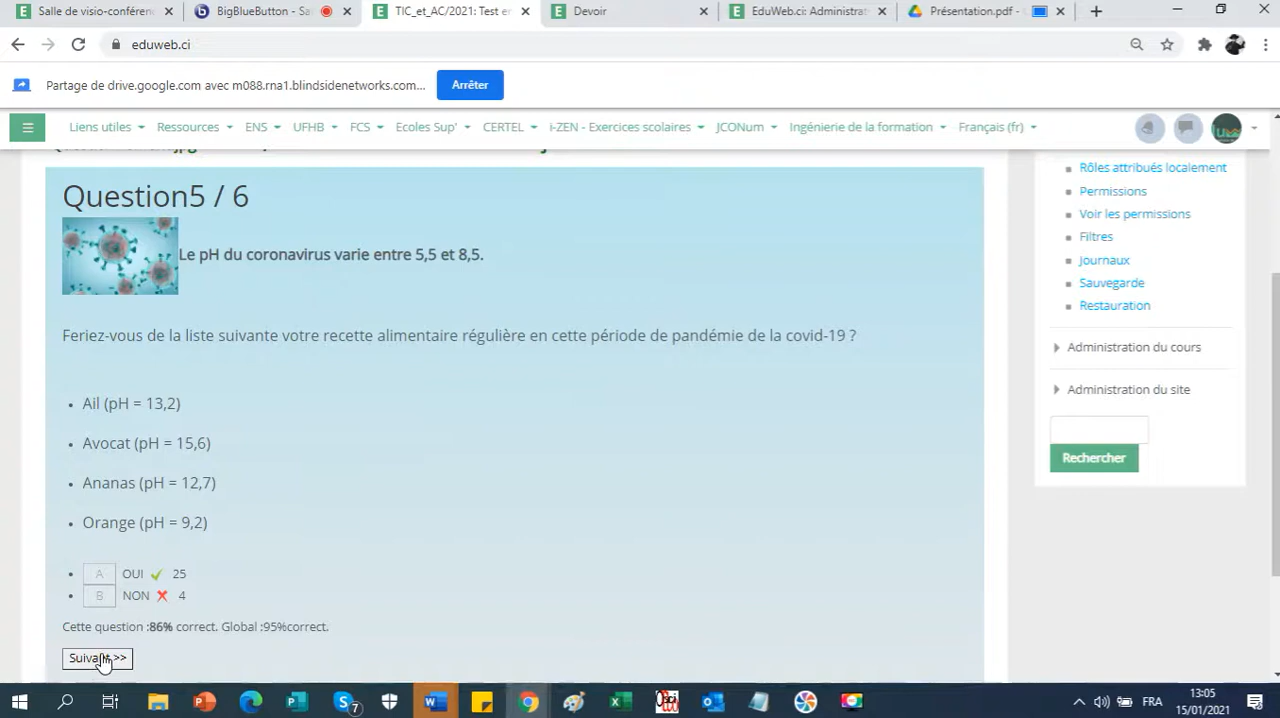 Salle de visio-conféren
BigBlueButton - Sa
TIC_et_AC/2021: Test e
Devoir
EduWeb.ci: Administrat
Présentation.pdf -
eduweb.ci
Partage de drive.google.com avec m088.rna1.blindsidenetworks.com...
Arrêter
Liens utiles
Ressources
ENS
UFHB
FCS
Ecoles Sup'
CERTEL
i-ZEN - Exercices scolaires
JCONum
Ingénierie de la formation
Français (fr)
Question5 / 6
Le pH du coronavirus varie entre 5,5 et 8,5.
Feriez-vous de la liste suivante votre recette alimentaire régulière en cette période de pandémie de la covid-19 ?
Ail (pH = 13,2)
Avocat (pH = 15,6)
Ananas (pH = 12,7)
Orange (pH = 9,2)
A OUI 25
B NON 4
Cette question :86% correct. Global :95%correct.
Suivant >>
Rôles attribués localement
Permissions
Voir les permissions
Filtres
Journaux
Sauvegarde
Restauration
Administration du cours
Administration du site
Rechercher
7
FRA
13:05
15/01/2021